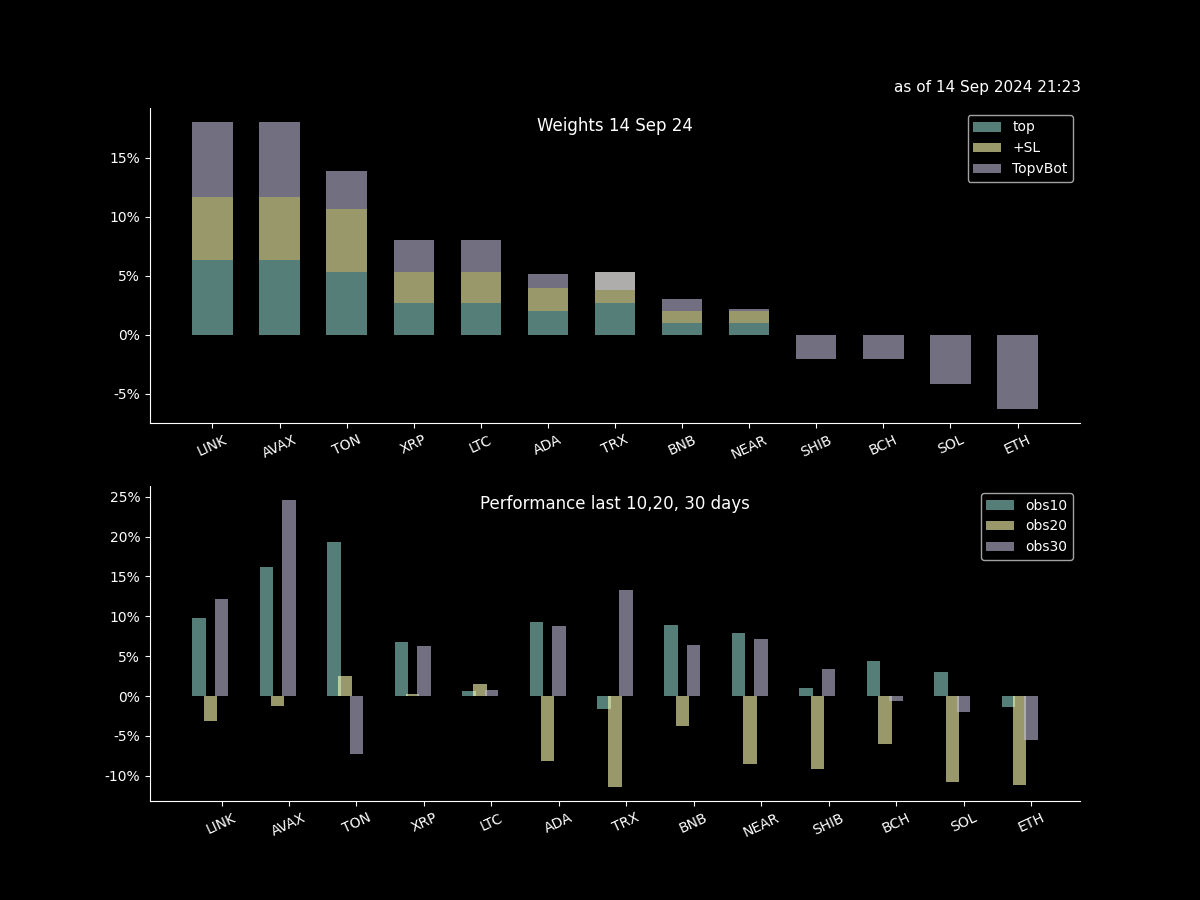 as of 14 Sep 2024 21:23
Weights 14 Sep 24
top
+SL
TopvBot
15%
10%
5%
0%
-5%
LINK AVAX TON XRP LTC ADA TRX BNB NEAR SHIB BCH SOL ETH
Performance last 10,20, 30 days
obs10
obs20
obs30
25%
20%
15%
10%
5%
0%
-5%
-10%
LINK AVAX TON XRP LTC ADA TRX BNB NEAR SHIB BCH SOL ETH